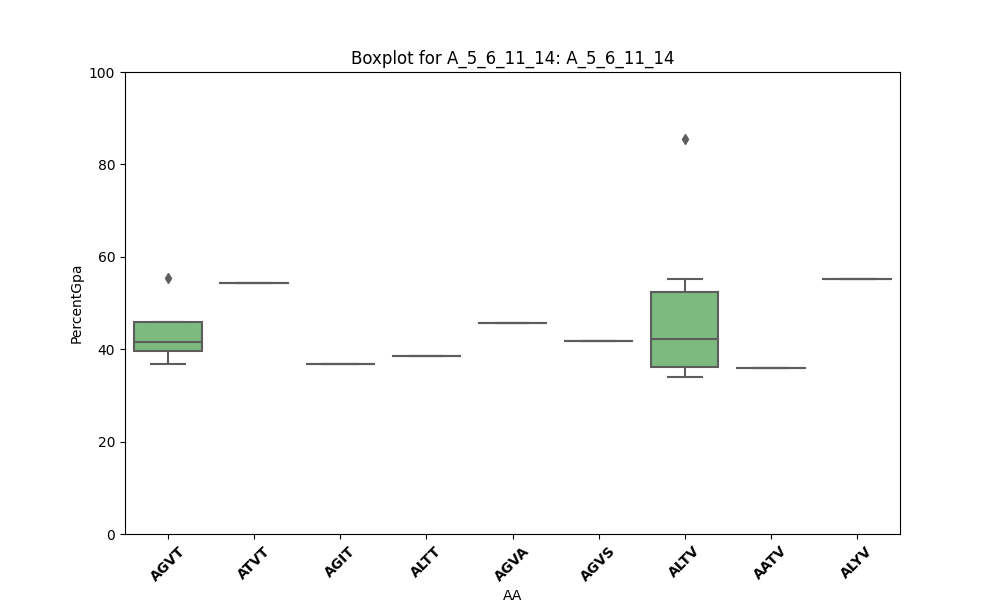 Boxplot for A_5_6_11_14: A_5_6_11_14
PercentGpa
100
80
60
40
20
0
AGVT ATVT AGIT ALTT AGVA AGVS ALTV AATV ALYV
AA